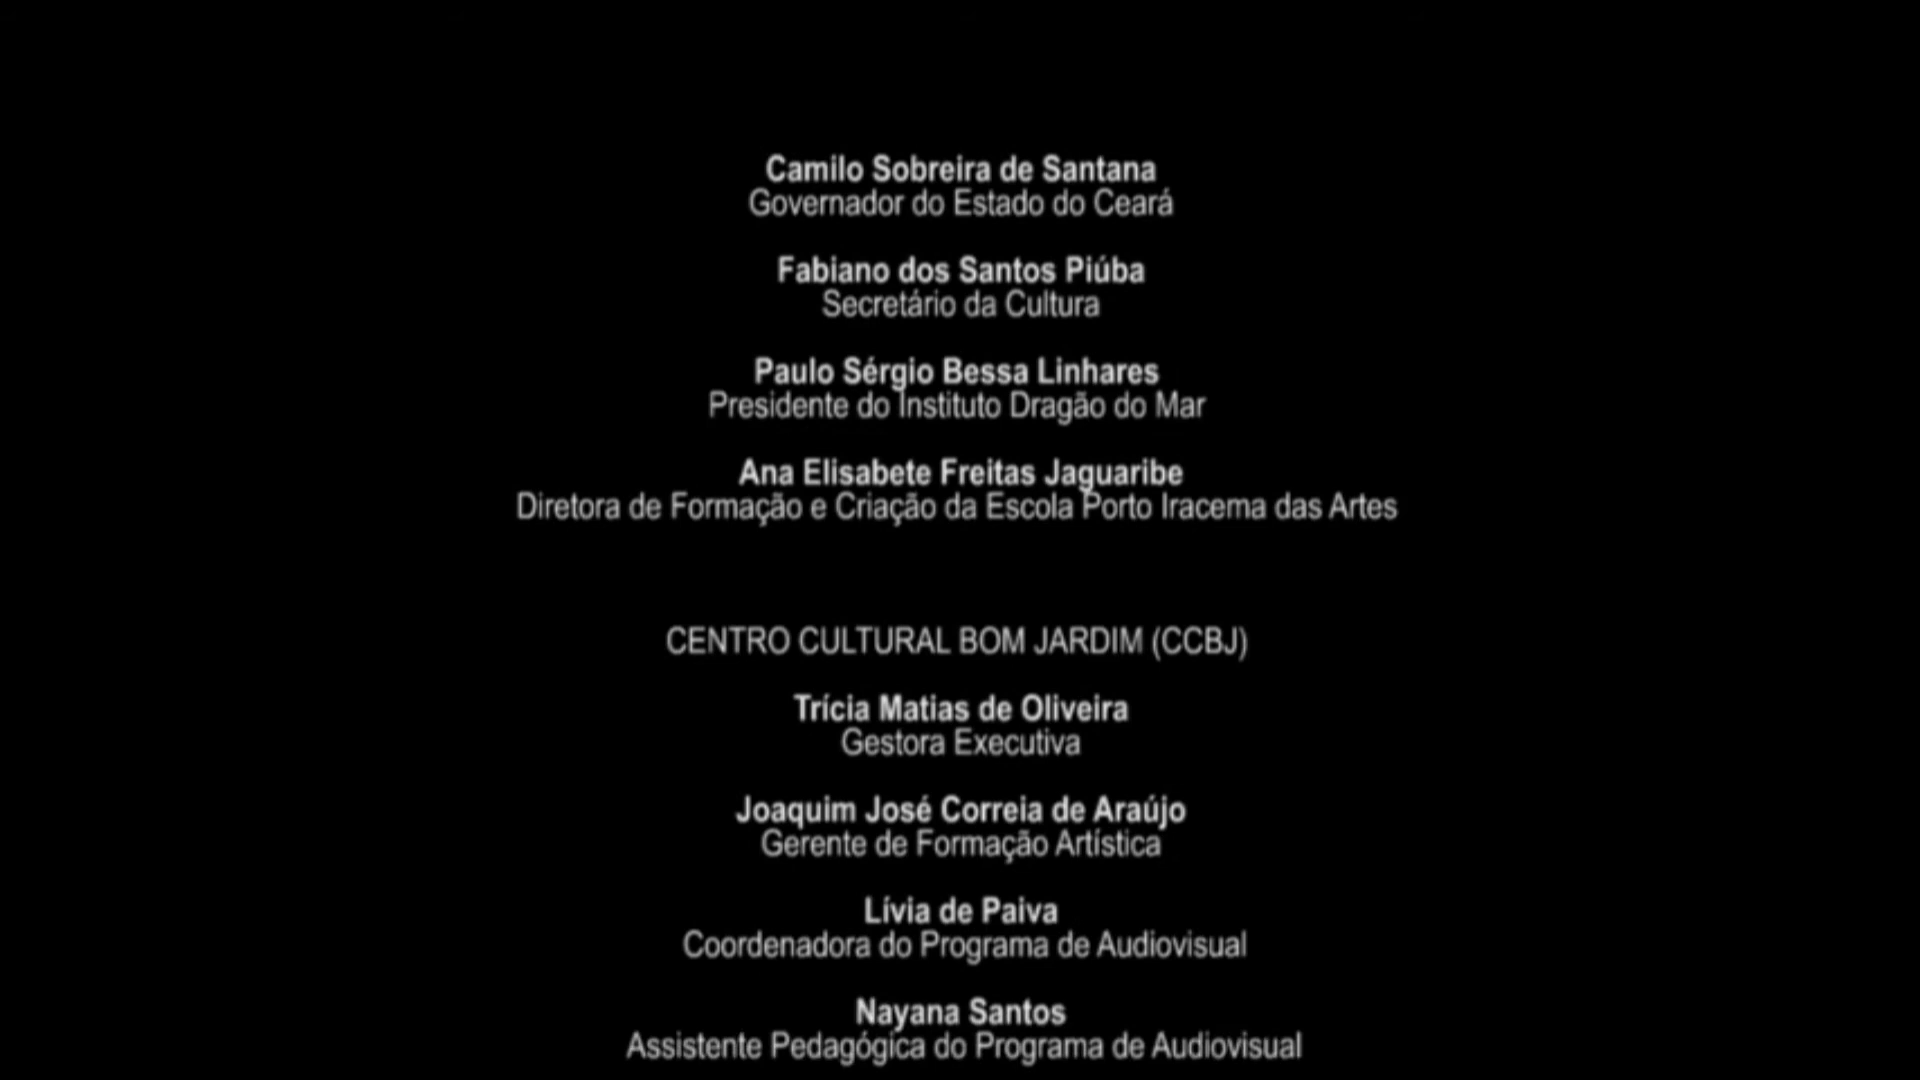 Camilo Sobreira de Santana
Governador do Estado do Ceará
Fabiano dos Santos Piúba
Secretário da Cultura
Paulo Sérgio Bessa Linhares
Presidente do Instituto Dragão do Mar
Ana Elisabete Freitas Jaguaribe
Diretora de Formação e Criação da Escola Porto Iracema das Artes
CENTRO CULTURAL BOM JARDIM (CCBJ)
Trícia Matias de Oliveira
Gestora Executiva
Joaquim José Correia de Araújo
Gerente de Formação Artística
Lívia de Paiva
Coordenadora do Programa de Audiovisual
Nayana Santos
Assistente Pedagógica do Programa de Audiovisual